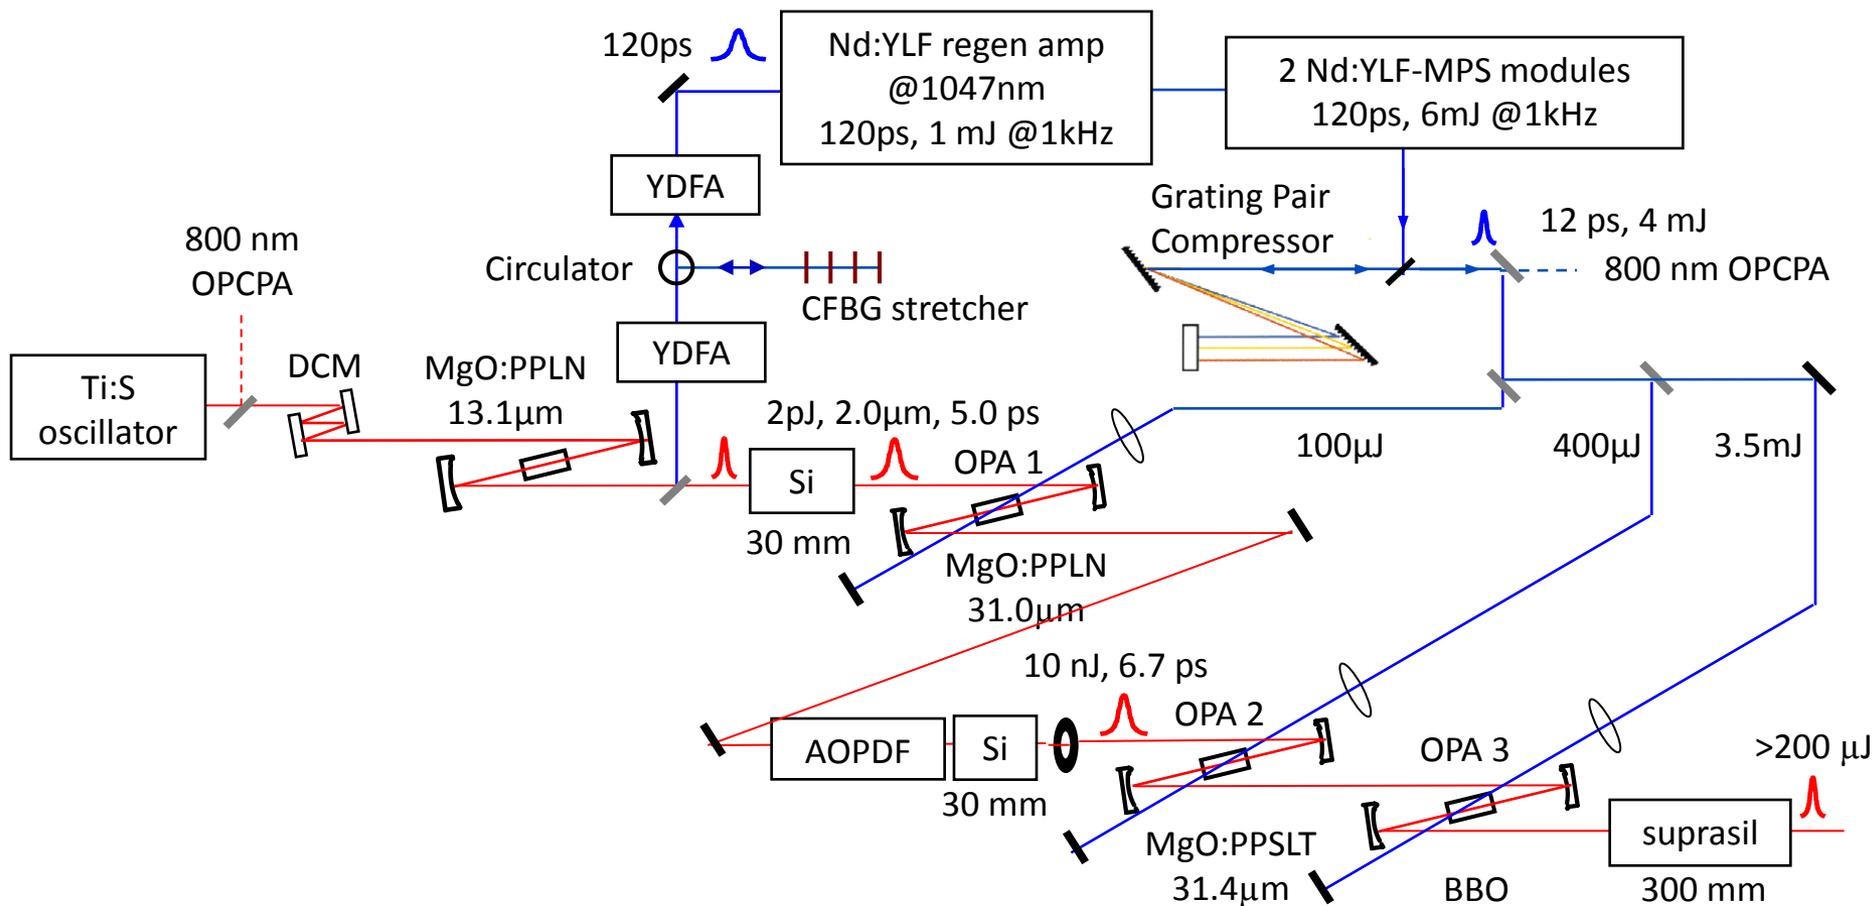 120ps
Nd:YLF regen amp
@1047nm
120ps, 1 mJ @1kHz
2 Nd:YLF-MPS modules
120ps, 6mJ @1kHz
YDFA
Grating Pair
Compressor
12 ps, 4 mJ
800 nm OPCPA
800 nm
OPCPA
Circulator
CFBG stretcher
YDFA
Ti:S
oscillator
DCM
MgO:PPLN
13.1μm
2pJ, 2.0μm, 5.0 ps
Si
30 mm
OPA 1
100μJ
400μJ
3.5mJ
MgO:PPLN
31.0μm
10 nJ, 6.7 ps
AOPDF
Si
30 mm
OPA 2
MgO:PPSLT
31.4μm
OPA 3
BBO
>200 μJ
suprasil
300 mm